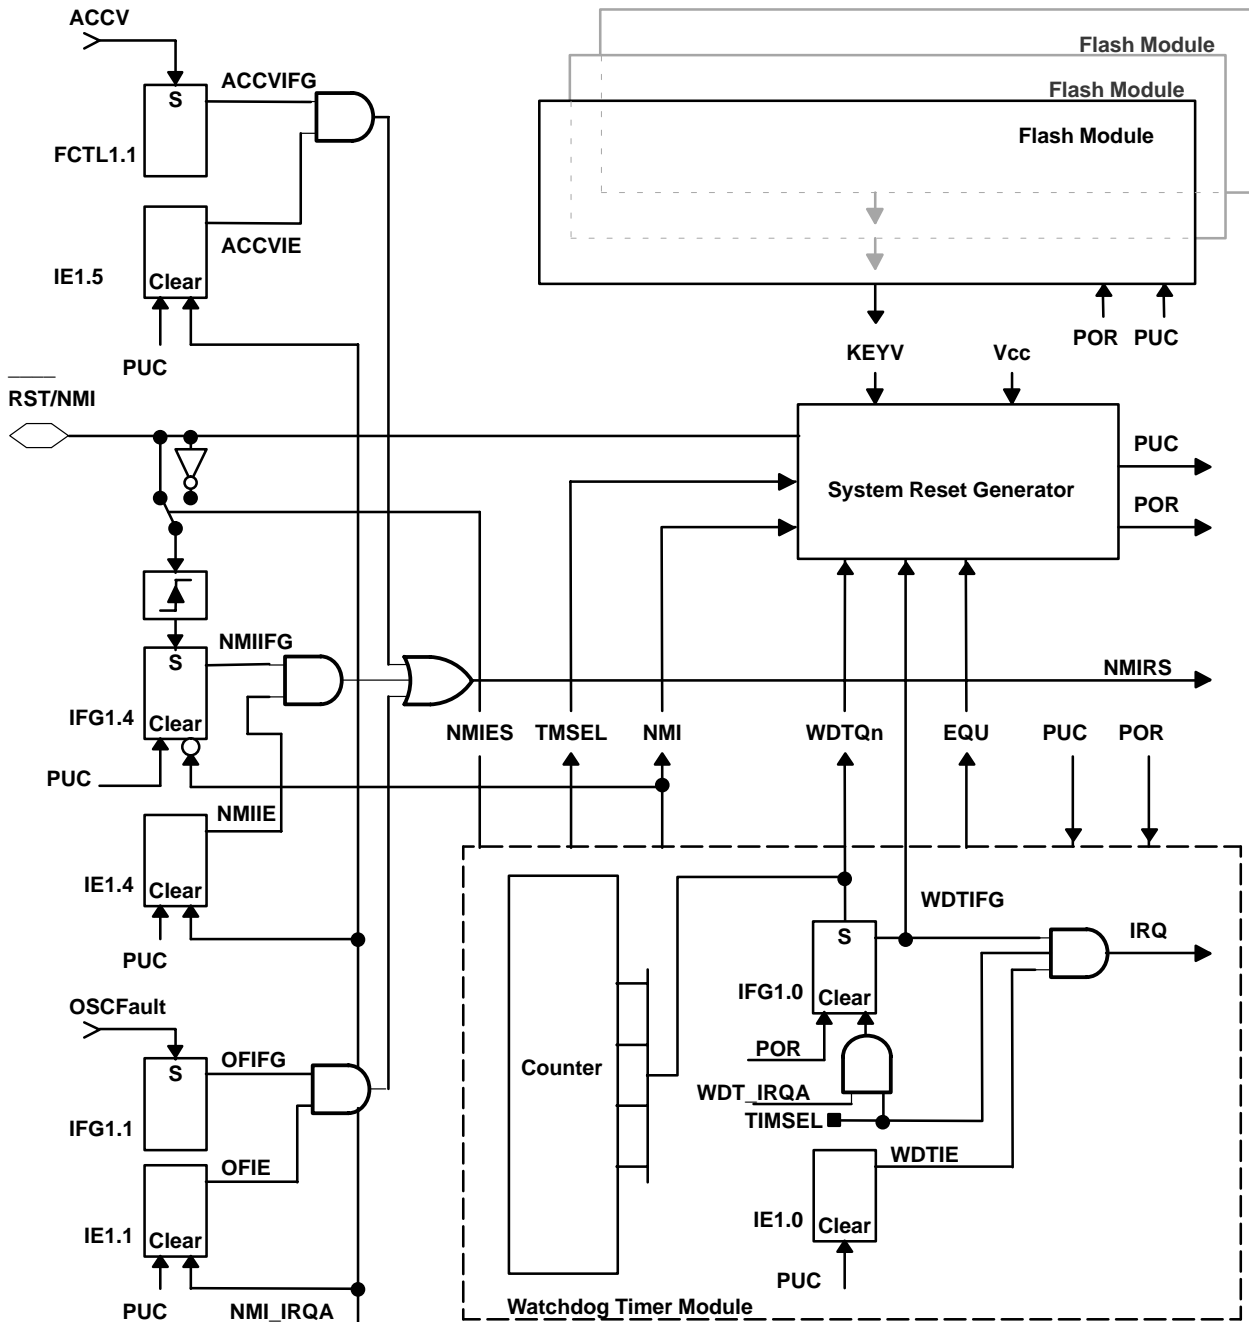 ACCV
Flash Module
Flash Module
Flash Module
S
ACCVIFG
FCTL1.1
ACCVIE
IE1.5
Clear
PUC
POR
PUC
KEYV
Vcc
RST/NMI
System Reset Generator
PUC
POR
S
NMIIFG
IFG1.4
Clear
PUC
NMIRS
NMIES
TMSEL
NMI
WDTQn
EQU
PUC
POR
NMIIE
IE1.4
Clear
PUC
OSCFault
S
OFIFG
IFG1.1
OFIE
IE1.1
Clear
PUC
NMI_IRQA
Counter
WDTIFG
S
IRQ
IFG1.0
Clear
POR
WDT_IRQA
TIMSEL
WDTIE
IE1.0
Clear
PUC
Watchdog Timer Module